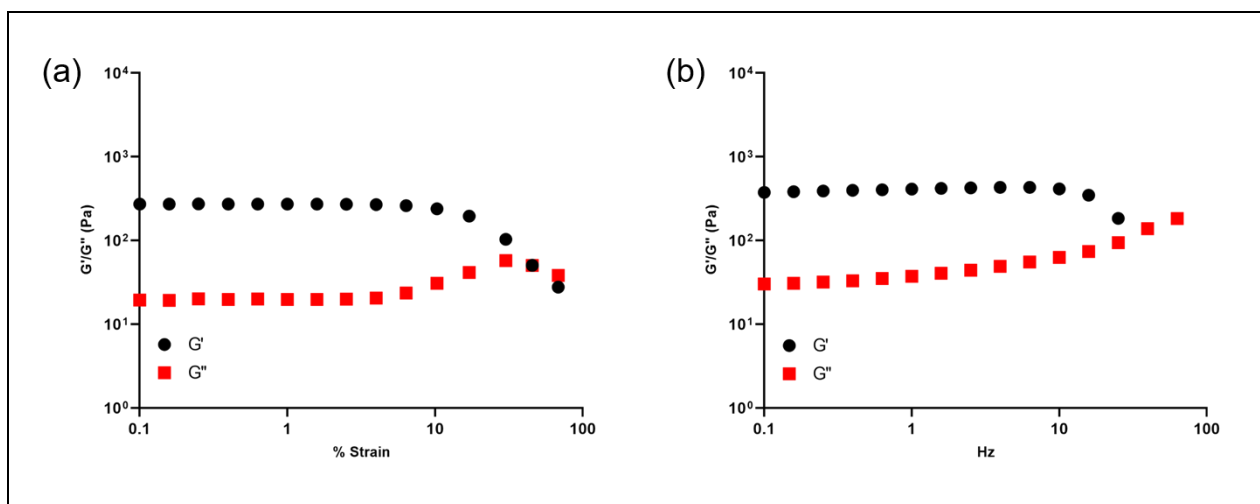 (a)
10⁴
10³
10²
10¹
10⁰
G'/G" (Pa)
G'
G"
0.1 1 10 100
% Strain
(b)
10⁴
10³
10²
10¹
10⁰
G'/G" (Pa)
G'
G"
0.1 1 10 100
Hz